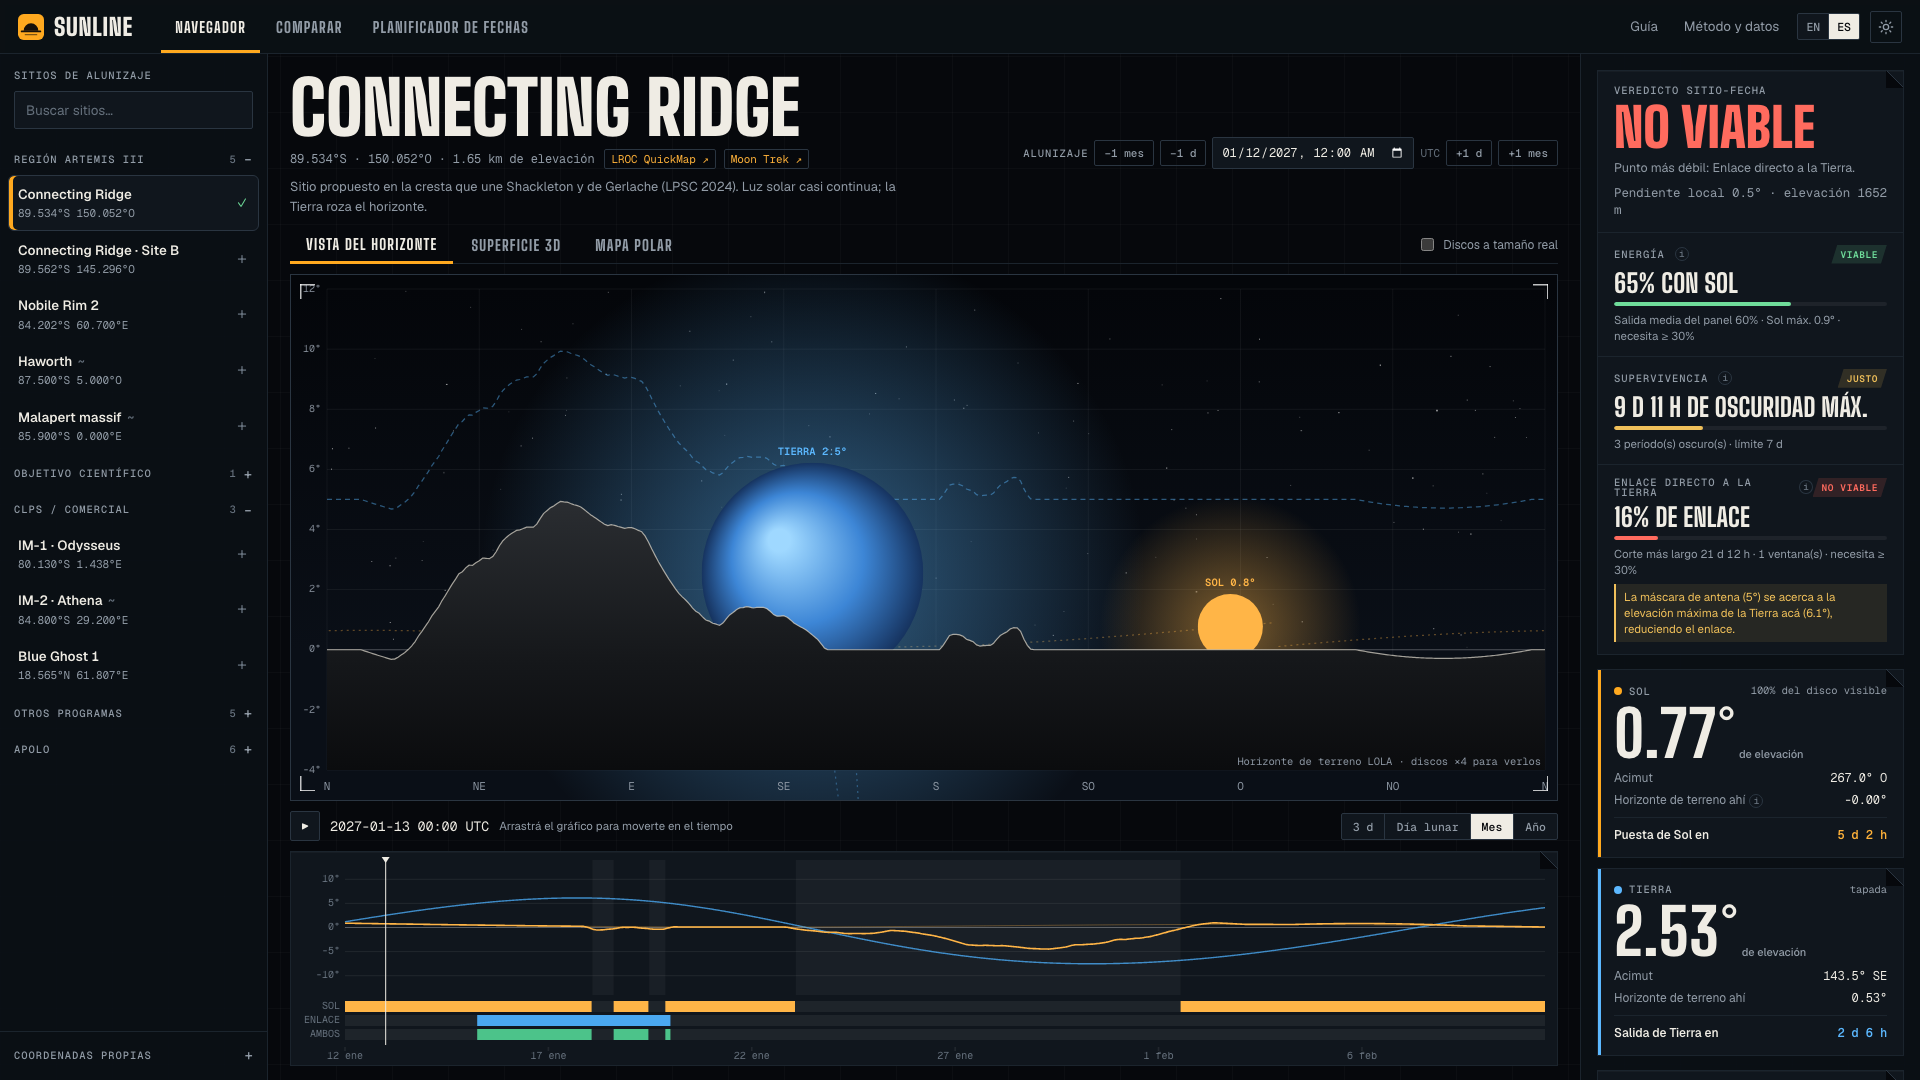 SUNLINE
NAVEGADOR
COMPARAR
PLANIFICADOR DE FECHAS
Guía
Método y datos
EN
ES
SITIOS DE ALUNIZAJE
Buscar sitios…
REGIÓN ARTEMIS III 5 −
Connecting Ridge ✓
89.534°S 150.052°O
Connecting Ridge · Site B +
89.562°S 145.296°O
Nobile Rim 2 +
84.202°S 60.700°E
Haworth ~ +
87.500°S 5.000°O
Malapert massif ~ +
85.900°S 0.000°E
OBJETIVO CIENTÍFICO 1 +
CLPS / COMERCIAL 3 −
IM-1 · Odysseus +
80.130°S 1.438°E
IM-2 · Athena ~ +
84.800°S 29.200°E
Blue Ghost 1 +
18.565°N 61.807°E
OTROS PROGRAMAS 5 +
APOLO 6 +
COORDENADAS PROPIAS +
CONNECTING RIDGE
89.534°S · 150.052°O · 1.65 km de elevación
LROC QuickMap ↗
Moon Trek ↗
Sitio propuesto en la cresta que une Shackleton y de Gerlache (LPSC 2024). Luz solar casi continua; la
Tierra roza el horizonte.
ALUNIZAJE
−1 mes
−1 d
01/12/2027, 12:00 AM
UTC
+1 d
+1 mes
VISTA DEL HORIZONTE
SUPERFICIE 3D
MAPA POLAR
Discos a tamaño real
12°
10°
8°
6°
4°
2°
0°
-2°
-4°
TIERRA 2.5°
SOL 0.8°
Horizonte de terreno LOLA · discos ×4 para verlos
N NE E SE S SO O NO N
2027-01-13 00:00 UTC
Arrastrá el gráfico para moverte en el tiempo
3 d
Día lunar
Mes
Año
10°
5°
0°
-5°
-10°
SOL
ENLACE
AMBOS
12 ene 17 ene 22 ene 27 ene 1 feb 6 feb
VEREDICTO SITIO-FECHA
NO VIABLE
Punto más débil: Enlace directo a la Tierra.
Pendiente local 0.5° · elevación 1652
m
ENERGÍA i VIABLE
65% CON SOL
Salida media del panel 60% · Sol máx. 0.9° ·
necesita ≥ 30%
SUPERVIVENCIA i JUSTO
9 D 11 H DE OSCURIDAD MÁX.
3 período(s) oscuro(s) · límite 7 d
ENLACE DIRECTO A LA
TIERRA i NO VIABLE
16% DE ENLACE
Corte más largo 21 d 12 h · 1 ventana(s) · necesita ≥
30%
La máscara de antena (5°) se acerca a la
elevación máxima de la Tierra acá (6.1°),
reduciendo el enlace.
SOL 100% del disco visible
0.77° de elevación
Acimut 267.0° O
Horizonte de terreno ahí i -0.00°
Puesta de Sol en 5 d 2 h
TIERRA tapada
2.53° de elevación
Acimut 143.5° SE
Horizonte de terreno ahí 0.53°
Salida de Tierra en 2 d 6 h